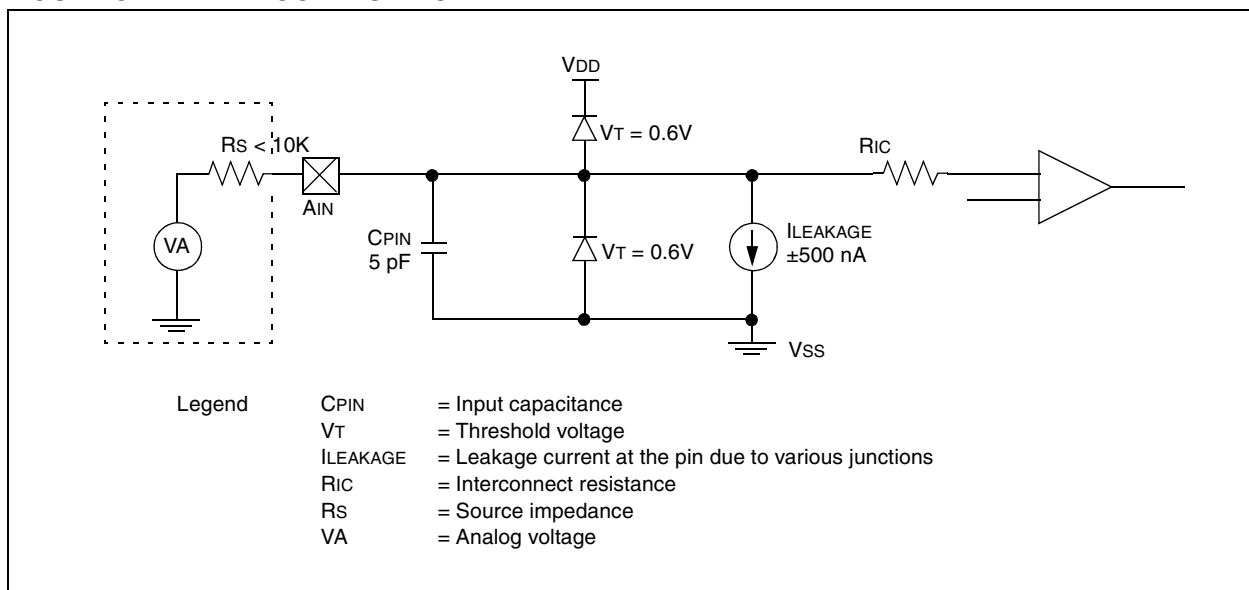 VDD
VT = 0.6V
RS < 10K
RIC
AIN
CPIN
5 pF
VA
VT = 0.6V
ILEAKAGE
±500 nA
VSS
Legend
CPIN = Input capacitance
VT = Threshold voltage
ILEAKAGE = Leakage current at the pin due to various junctions
RIC = Interconnect resistance
RS = Source impedance
VA = Analog voltage